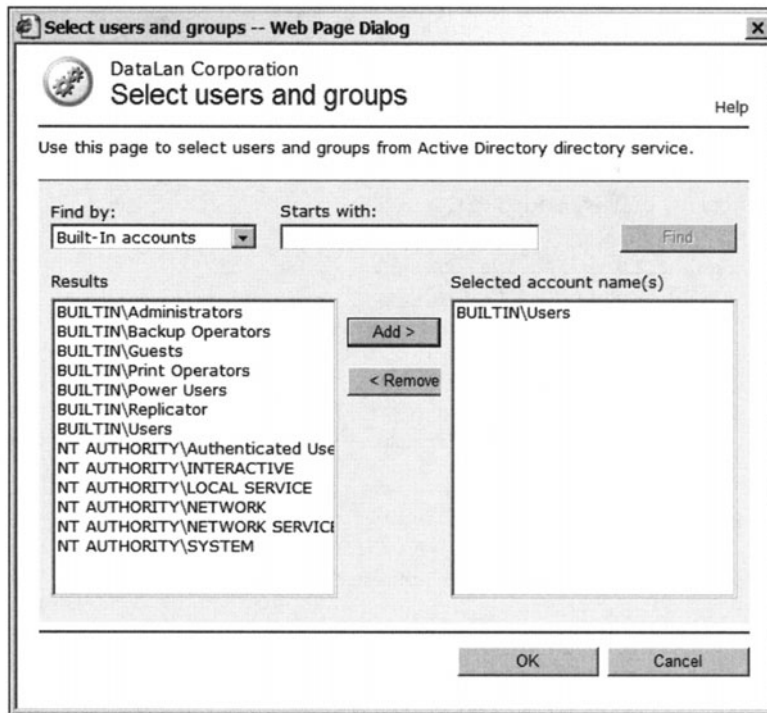 Select users and groups -- Web Page Dialog
DataLan Corporation
Select users and groups
Help
Use this page to select users and groups from Active Directory directory service.
Find by:
Starts with:
Built-In accounts
Find
Results
Selected account name(s)
BUILTIN\Administrators
BUILTIN\Backup Operators
BUILTIN\Guests
BUILTIN\Print Operators
BUILTIN\Power Users
BUILTIN\Replicator
BUILTIN\Users
NT AUTHORITY\Authenticated Use
NT AUTHORITY\INTERACTIVE
NT AUTHORITY\LOCAL SERVICE
NT AUTHORITY\NETWORK
NT AUTHORITY\NETWORK SERVICE
NT AUTHORITY\SYSTEM
Add >
< Remove
BUILTIN\Users
OK
Cancel